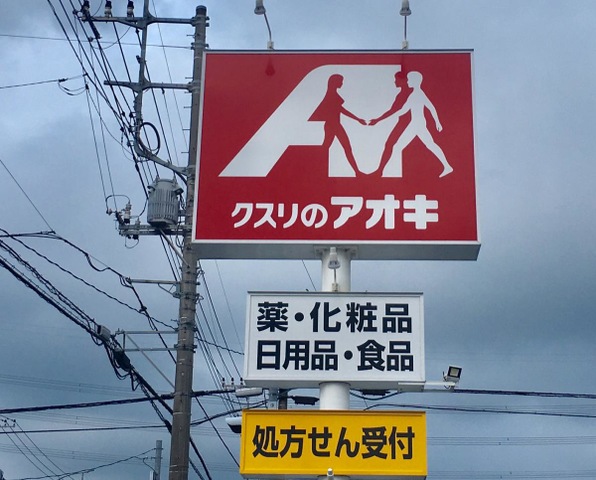 クスリのアオキ
薬・化粧品
日用品・食品
処方せん受付